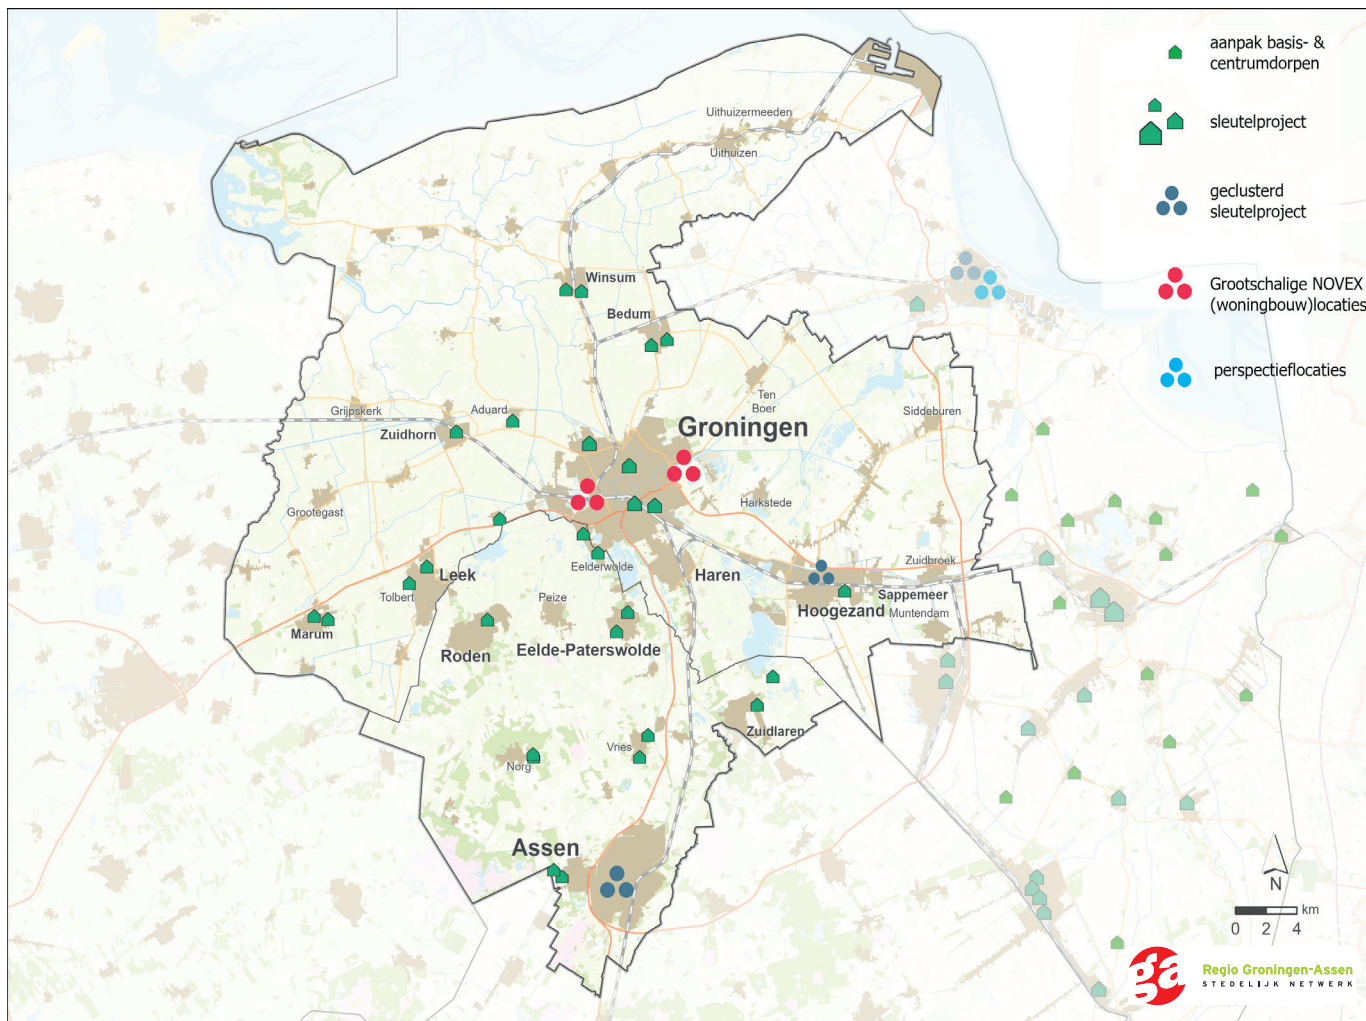 aanpak basis- &
centrumdorpen
sleutelproject
geclusterd
sleutelproject
Grootschalige NOVEX
(woningbouw)locaties
perspectieflocaties
Uithuizermeeden
Uithuizen
Winsum
Bedum
Ten
Boer
Siddeburen
Grijpskerk
Aduard
Zuidhorn
Groningen
Grootegast
Harkstede
Leek
Tolbert
Eelderwolde
Haren
Zuidbroek
Peize
Sappemeer
Hoogezand
Muntendam
Marum
Roden
Eelde-Paterswolde
Zuidlaren
Vries
Norg
Assen
N
km
0 2 4
ga
Regio Groningen-Assen
STEDELIJK NETWERK